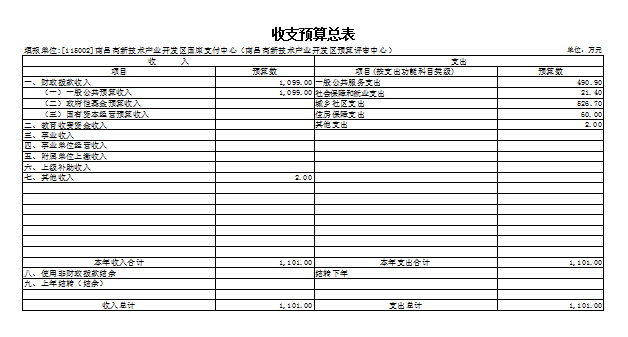 收支预算总表
填报单位:[115002]南昌高新技术产业开发区国库支付中心（南昌高新技术产业开发区预算评审中心） 单位：万元
收 入 支出
项目 预算数 项目(按支出功能科目类级) 预算数
一、财政拨款收入 1,099.00 一般公共服务支出 490.90
（一）一般公共预算收入 1,099.00 社会保障和就业支出 21.40
（二）政府性基金预算收入 城乡社区支出 526.70
（三）国有资本经营预算收入 住房保障支出 60.00
二、教育收费资金收入 其他支出 2.00
三、事业收入
四、事业单位经营收入
五、附属单位上缴收入
六、上级补助收入
七、其他收入 2.00
本年收入合计 1,101.00 本年支出合计 1,101.00
八、使用非财政拨款结余 结转下年
九、上年结转（结余）
收入总计 1,101.00 支出总计 1,101.00